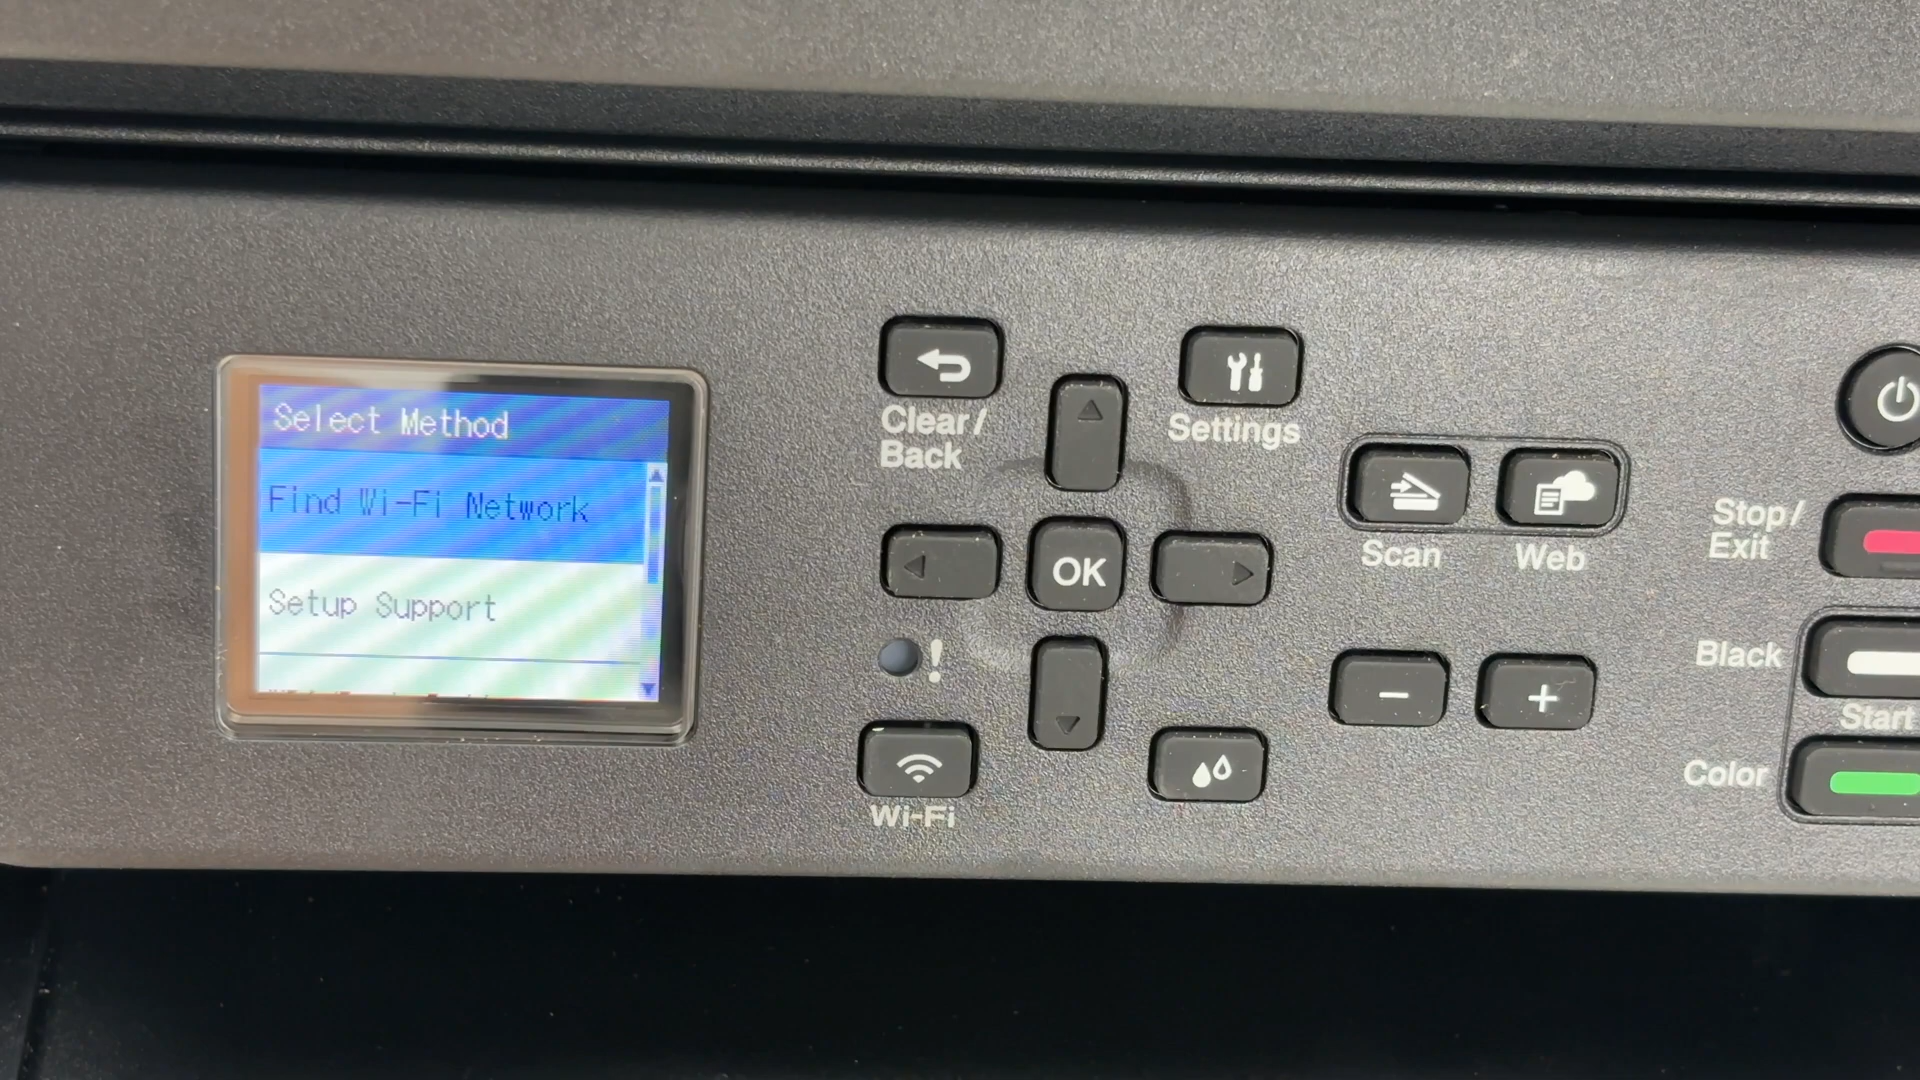 Select Method
Find Wi-Fi Network
Setup Support
Clear/
Back
Settings
OK
!
Wi-Fi
Scan
Web
−
+
Stop/
Exit
Black
Start
Color